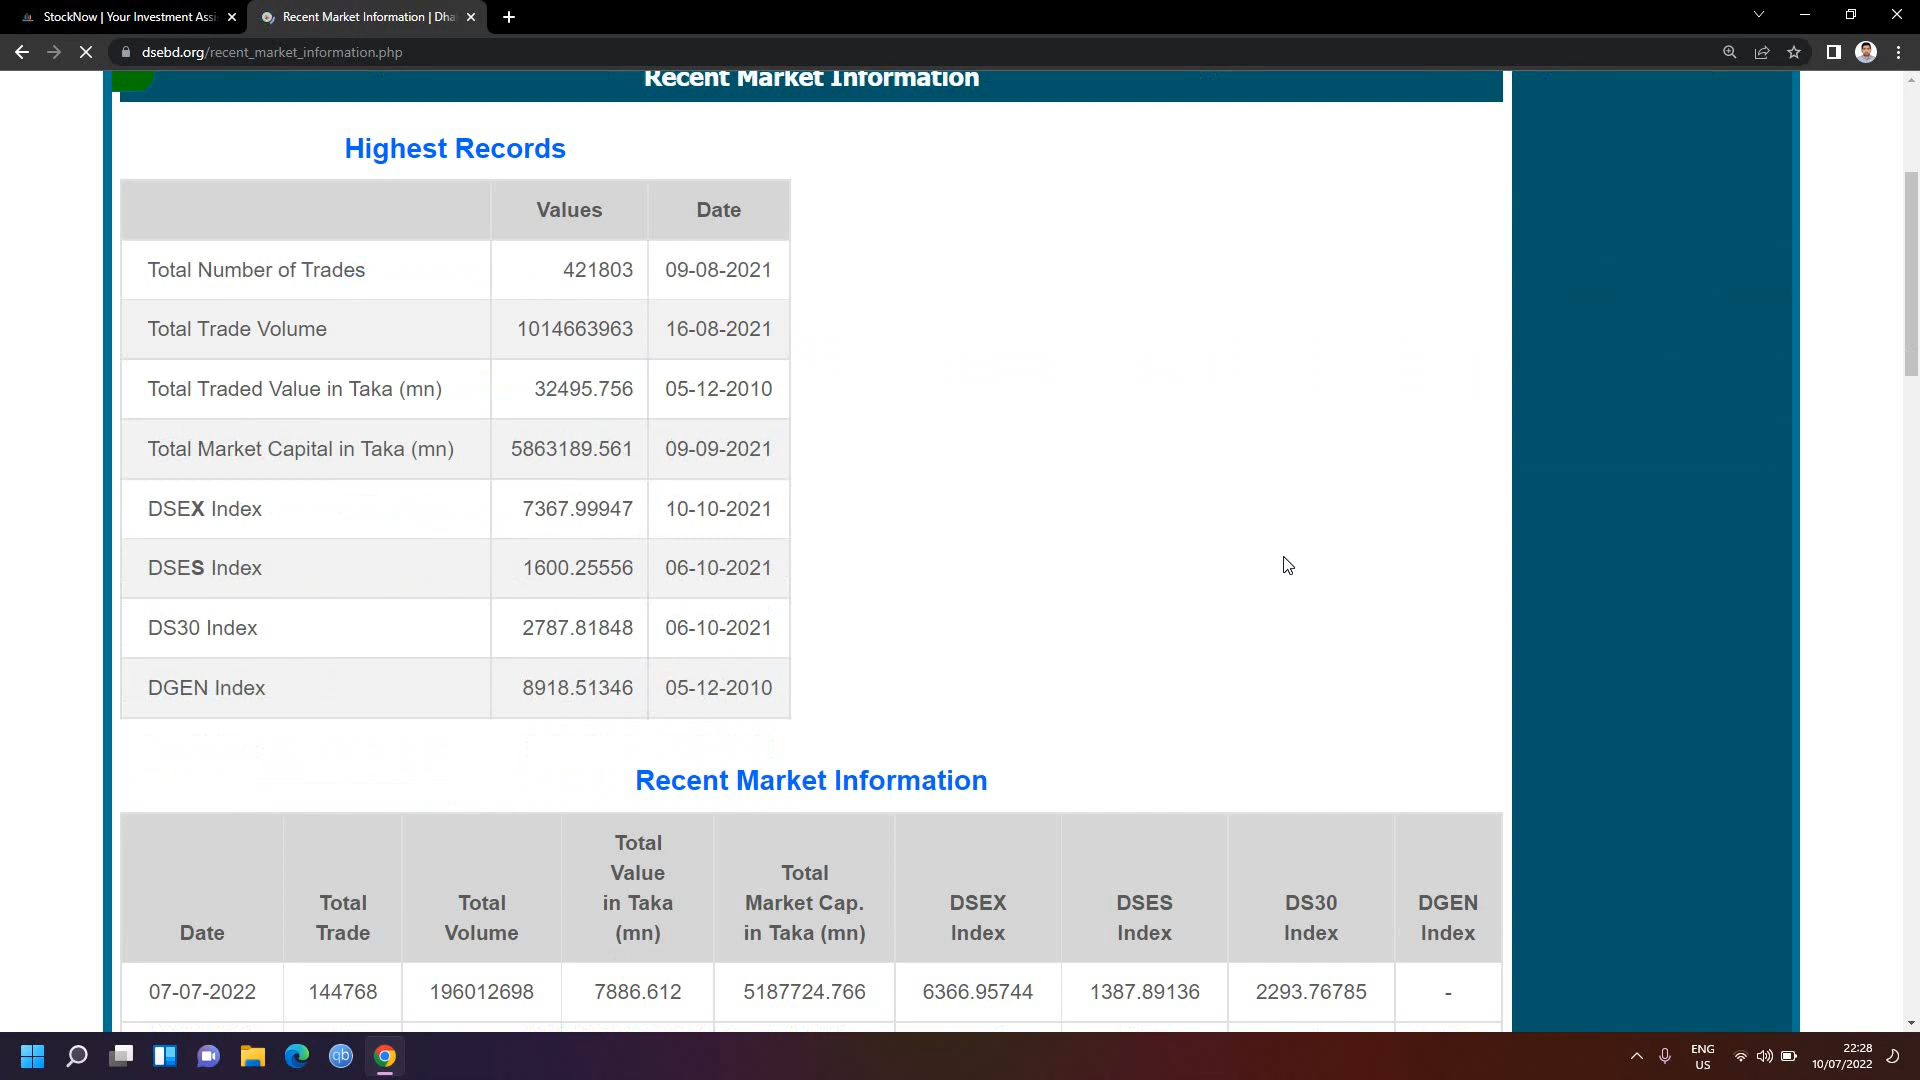 StockNow | Your Investment Assi
Recent Market Information | Dha
dsebd.org/recent_market_information.php
Recent Market Information
Highest Records
Values Date
Total Number of Trades 421803 09-08-2021
Total Trade Volume 1014663963 16-08-2021
Total Traded Value in Taka (mn) 32495.756 05-12-2010
Total Market Capital in Taka (mn) 5863189.561 09-09-2021
DSEX Index 7367.99947 10-10-2021
DSES Index 1600.25556 06-10-2021
DS30 Index 2787.81848 06-10-2021
DGEN Index 8918.51346 05-12-2010
Recent Market Information
Date
Total
Trade
Total
Volume
Total
Value
in Taka
(mn)
Total
Market Cap.
in Taka (mn)
DSEX
Index
DSES
Index
DS30
Index
DGEN
Index
07-07-2022 144768 196012698 7886.612 5187724.766 6366.95744 1387.89136 2293.76785 -
qb
ENG
US
22:28
10/07/2022